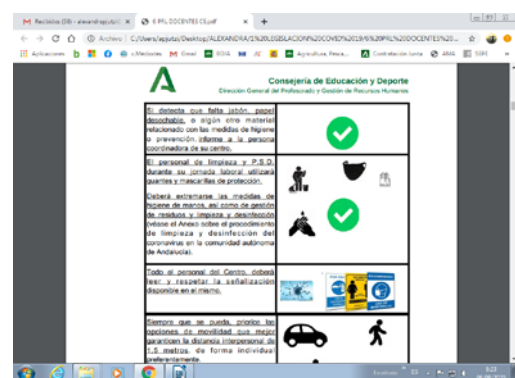 Recibidos (38) - alexandrapjutzi
6 PRL DOCENTES CE.pdf
Archivo
C:/Users/apjutzi/Desktop/ALEXANDRA/1%20LEGISLACION%20COVID%2019/6%20PRL%20DOCENTES%20...
Aplicaciones
Gmail
Agricultura, Pesca...
Contratación Junta
Consejería de Educación y Deporte
Dirección General del Profesorado y Gestión de Recursos Humanos
Si detecta que falta jabón, papel
desechable, o algún otro material
relacionado con las medidas de higiene
o prevención, informe a la persona
coordinadora de su centro.
El personal de limpieza y P.S.D.
durante su jornada laboral utilizará
guantes y mascarillas de protección.
Deberá extremarse las medidas de
higiene de manos, así como de gestión
de residuos y limpieza y desinfección
(véase el Anexo sobre el procedimiento
de limpieza y desinfección del
coronavirus en la comunidad autónoma
de Andalucía).
Todo el personal del Centro, deberá
leer y respetar la señalización
disponible en el mismo.
Siempre que se pueda, priorice las
opciones de movilidad que mejor
garanticen la distancia interpersonal de
1,5 metros, de forma individual
preferentemente.
ES
9:23